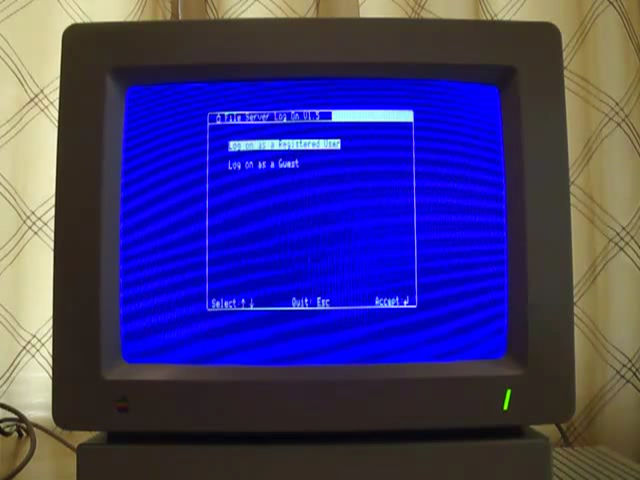 File Server Log On V1.5
Log on as a Registered User
Log on as a Guest
Select ↑ ↓ Quit: Esc Accept ↵